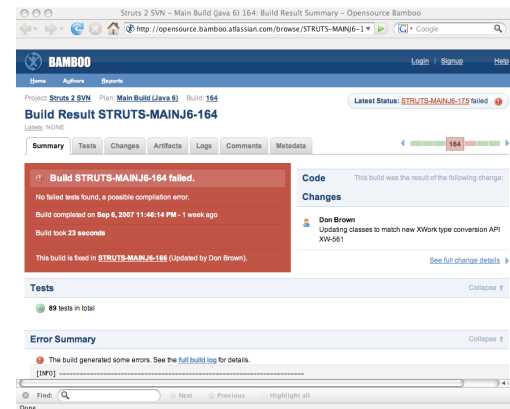 Struts 2 SVN – Main Build (Java 6) 164: Build Result Summary – Opensource Bamboo
http://opensource.bamboo.atlassian.com/browse/STRUTS-MAINJ6-1
G Google
BAMBOO
Login | Signup Help
Home Authors Reports
Project: Struts 2 SVN Plan: Main Build (Java 6) Build: 164
Latest Status: STRUTS-MAINJ6-175 failed
Build Result STRUTS-MAINJ6-164
Labels: NONE
Summary Tests Changes Artifacts Logs Comments Metadata
164
Build STRUTS-MAINJ6-164 failed.
No failed tests found, a possible compilation error.
Build completed on Sep 6, 2007 11:46:14 PM - 1 week ago
Build took 23 seconds
This build is fixed in STRUTS-MAINJ6-166 (Updated by Don Brown).
Code Changes
This build was the result of the following change:
Don Brown
Updating classes to match new XWork type conversion API
XW-561
See full change details
Tests Collapse
89 tests in total
Error Summary Collapse
The build generated some errors. See the full build log for details.
[INFO] ------------------------------------------------------------------------
Find: Next Previous Highlight all
Done